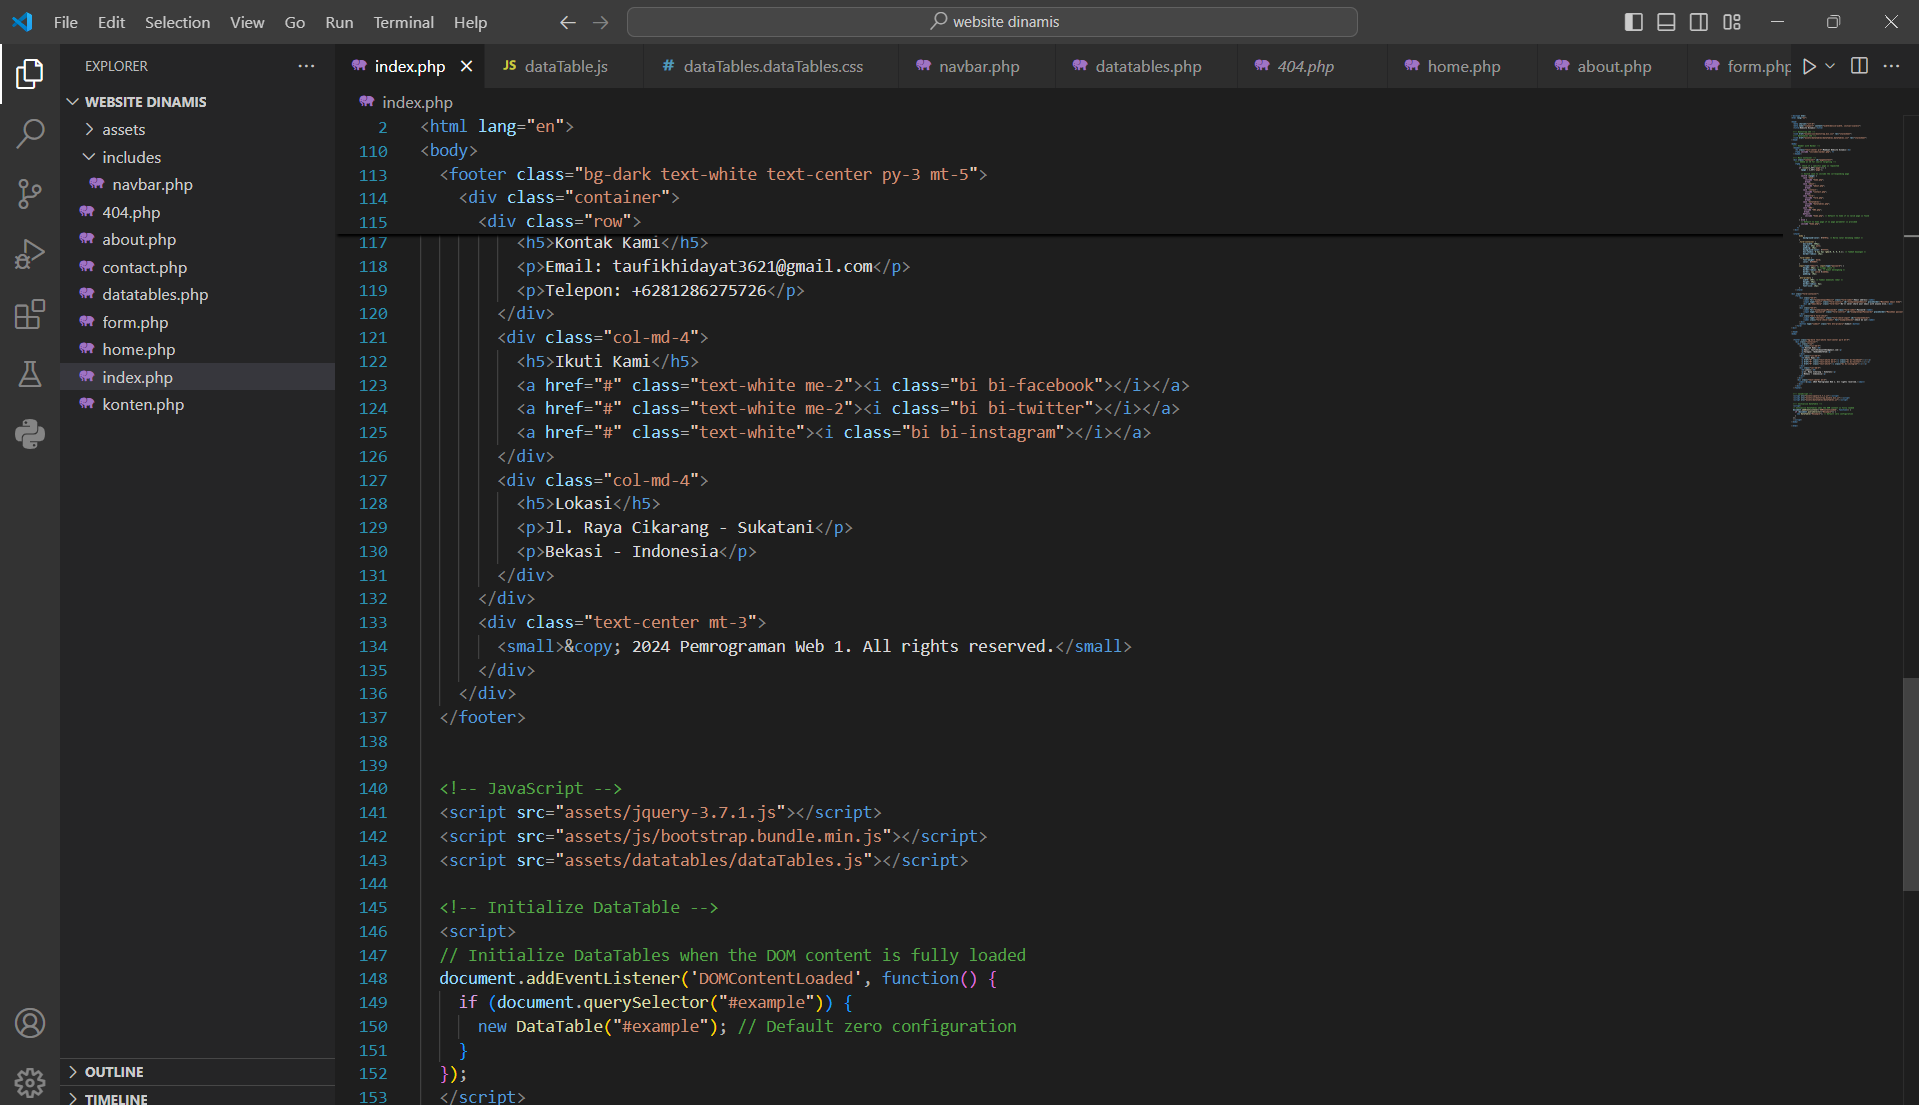 File Edit Selection View Go Run Terminal Help
website dinamis
EXPLORER
WEBSITE DINAMIS
assets
includes
navbar.php
404.php
about.php
contact.php
datatables.php
form.php
home.php
index.php
konten.php
OUTLINE
TIMELINE
index.php
JS dataTable.js
# dataTables.dataTables.css
navbar.php
datatables.php
404.php
home.php
about.php
form.php
index.php
2 <html lang="en">
110 <body>
113 <footer class="bg-dark text-white text-center py-3 mt-5">
114 <div class="container">
115 <div class="row">
117 <h5>Kontak Kami</h5>
118 <p>Email: taufikhidayat3621@gmail.com</p>
119 <p>Telepon: +6281286275726</p>
120 </div>
121 <div class="col-md-4">
122 <h5>Ikuti Kami</h5>
123 <a href="#" class="text-white me-2"><i class="bi bi-facebook"></i></a>
124 <a href="#" class="text-white me-2"><i class="bi bi-twitter"></i></a>
125 <a href="#" class="text-white"><i class="bi bi-instagram"></i></a>
126 </div>
127 <div class="col-md-4">
128 <h5>Lokasi</h5>
129 <p>Jl. Raya Cikarang - Sukatani</p>
130 <p>Bekasi - Indonesia</p>
131 </div>
132 </div>
133 <div class="text-center mt-3">
134 <small>&copy; 2024 Pemrograman Web 1. All rights reserved.</small>
135 </div>
136 </div>
137 </footer>
138
139
140 <!-- JavaScript -->
141 <script src="assets/jquery-3.7.1.js"></script>
142 <script src="assets/js/bootstrap.bundle.min.js"></script>
143 <script src="assets/datatables/dataTables.js"></script>
144
145 <!-- Initialize DataTable -->
146 <script>
147 // Initialize DataTables when the DOM content is fully loaded
148 document.addEventListener('DOMContentLoaded', function() {
149 if (document.querySelector("#example")) {
150 new DataTable("#example"); // Default zero configuration
151 }
152 });
153 </script>